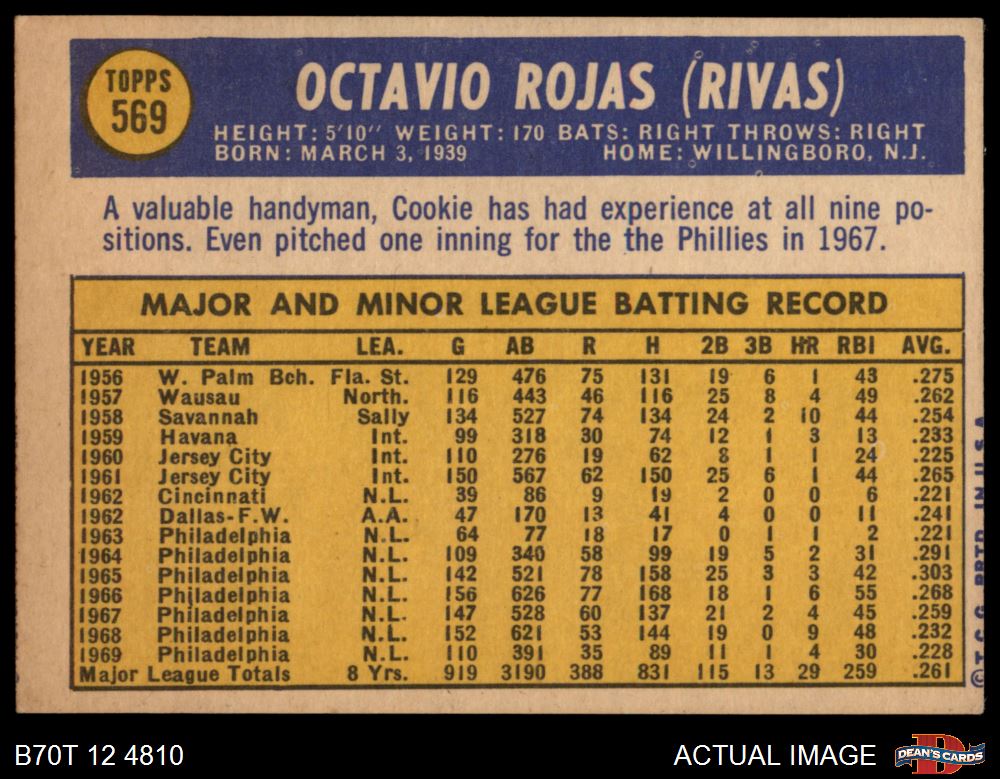 TOPPS
569
OCTAVIO ROJAS (RIVAS)
HEIGHT: 5'10" WEIGHT: 170 BATS: RIGHT THROWS: RIGHT
BORN: MARCH 3, 1939 HOME: WILLINGBORO, N.J.
A valuable handyman, Cookie has had experience at all nine po-
sitions. Even pitched one inning for the the Phillies in 1967.
MAJOR AND MINOR LEAGUE BATTING RECORD
YEAR TEAM LEA. G AB R H 2B 3B HR RBI AVG.
1956 W. Palm Bch. Fla. St. 129 476 75 131 19 6 1 43 .275
1957 Wausau North. 116 443 46 116 25 8 4 49 .262
1958 Savannah Sally 134 527 74 134 24 2 10 44 .254
1959 Havana Int. 99 318 30 74 12 1 3 13 .233
1960 Jersey City Int. 110 276 19 62 8 1 1 24 .225
1961 Jersey City Int. 150 567 62 150 25 6 1 44 .265
1962 Cincinnati N.L. 39 86 9 19 2 0 0 6 .221
1962 Dallas-F.W. A.A. 47 170 13 41 4 0 0 11 .241
1963 Philadelphia N.L. 64 77 18 17 0 1 1 2 .221
1964 Philadelphia N.L. 109 340 58 99 19 5 2 31 .291
1965 Philadelphia N.L. 142 521 78 158 25 3 3 42 .303
1966 Philadelphia N.L. 156 626 77 168 18 1 6 55 .268
1967 Philadelphia N.L. 147 528 60 137 21 2 4 45 .259
1968 Philadelphia N.L. 152 621 53 144 19 0 9 48 .232
1969 Philadelphia N.L. 110 391 35 89 11 1 4 30 .228
Major League Totals 8 Yrs. 919 3190 388 831 115 13 29 259 .261
© T.C.G. PRTD. IN U.S.A.
B70T 12 4810
ACTUAL IMAGE
DEAN'S CARDS